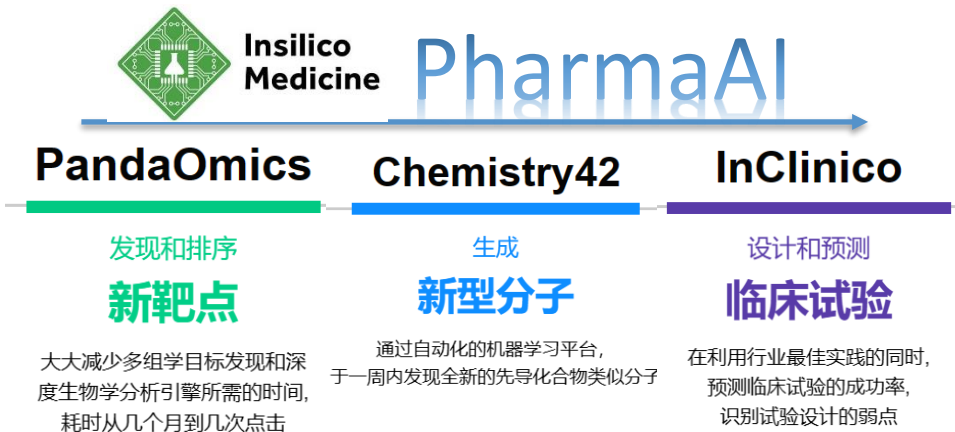 Insilico
Medicine
PharmaAI
PandaOmics
发现和排序
新靶点
大大减少多组学目标发现和深
度生物学分析引擎所需的时间,
耗时从几个月到几次点击
Chemistry42
生成
新型分子
通过自动化的机器学习平台,
于一周内发现全新的先导化合物类似分子
InClinico
设计和预测
临床试验
在利用行业最佳实践的同时,
预测临床试验的成功率,
识别试验设计的弱点